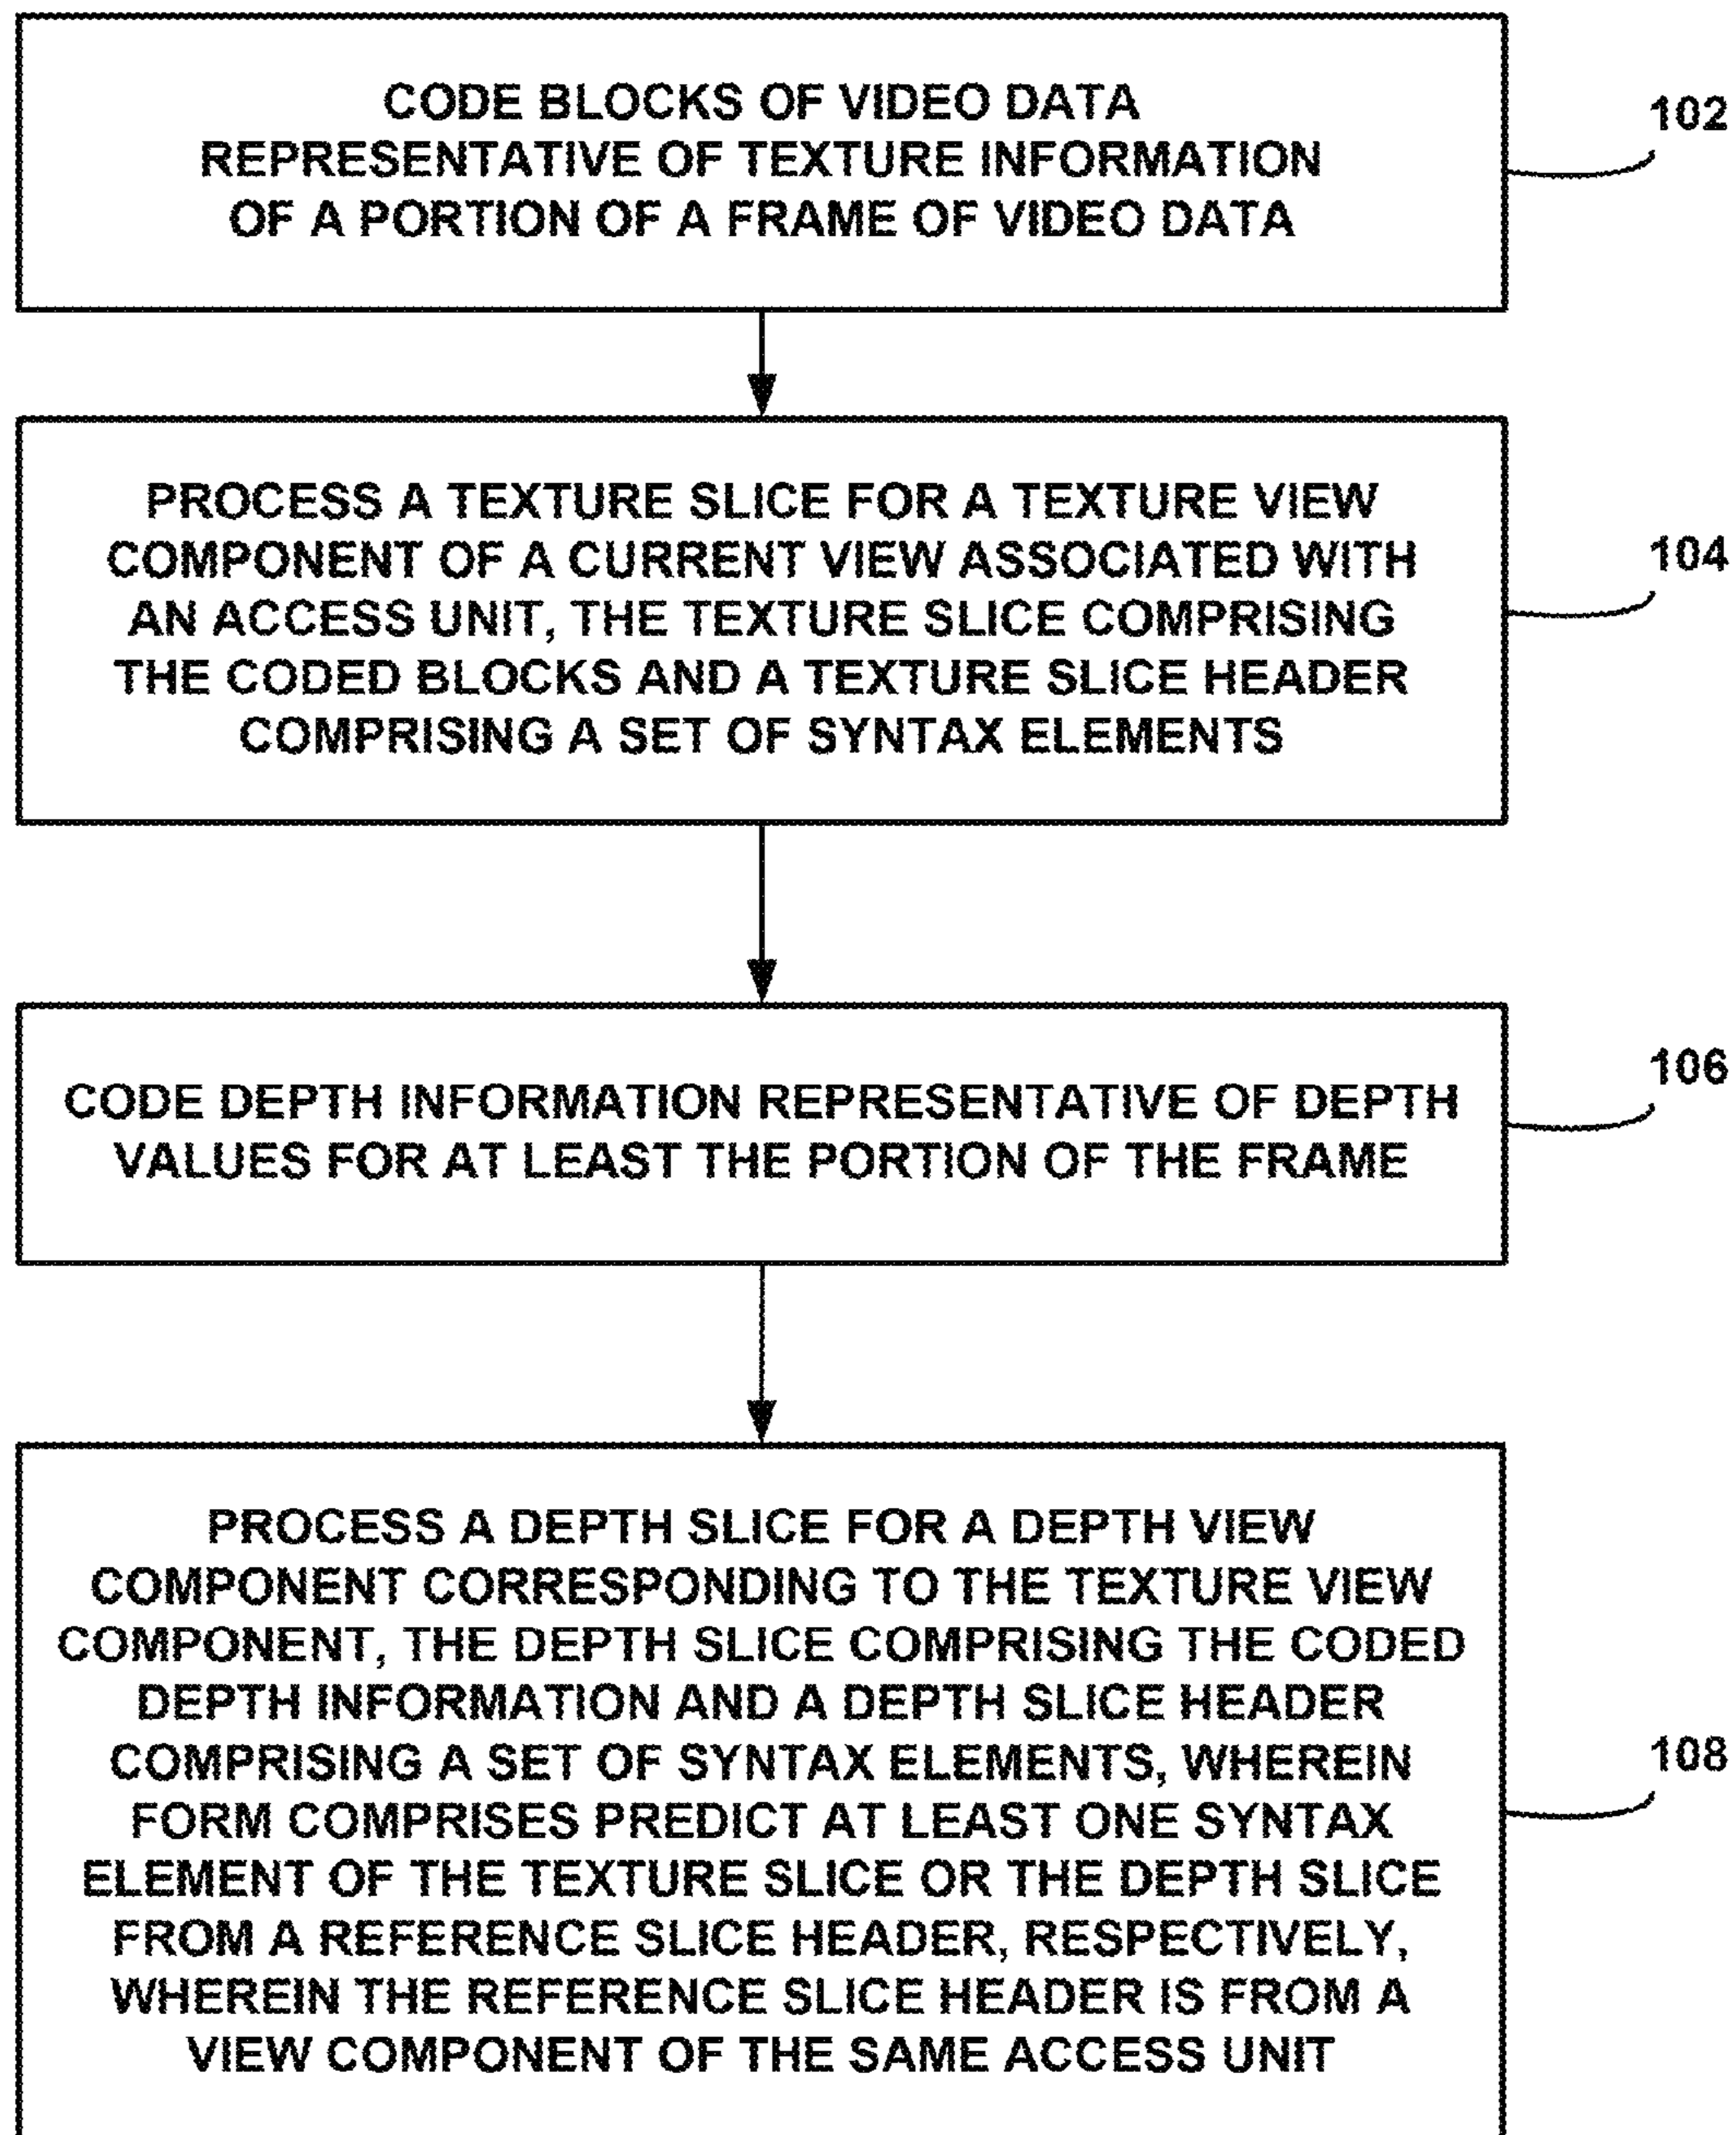 CODE BLOCKS OF VIDEO DATA
REPRESENTATIVE OF TEXTURE INFORMATION
OF A PORTION OF A FRAME OF VIDEO DATA
102
PROCESS A TEXTURE SLICE FOR A TEXTURE VIEW
COMPONENT OF A CURRENT VIEW ASSOCIATED WITH
AN ACCESS UNIT, THE TEXTURE SLICE COMPRISING
THE CODED BLOCKS AND A TEXTURE SLICE HEADER
COMPRISING A SET OF SYNTAX ELEMENTS
104
CODE DEPTH INFORMATION REPRESENTATIVE OF DEPTH
VALUES FOR AT LEAST THE PORTION OF THE FRAME
106
PROCESS A DEPTH SLICE FOR A DEPTH VIEW
COMPONENT CORRESPONDING TO THE TEXTURE VIEW
COMPONENT, THE DEPTH SLICE COMPRISING THE CODED
DEPTH INFORMATION AND A DEPTH SLICE HEADER
COMPRISING A SET OF SYNTAX ELEMENTS, WHEREIN
FORM COMPRISES PREDICT AT LEAST ONE SYNTAX
ELEMENT OF THE TEXTURE SLICE OR THE DEPTH SLICE
FROM A REFERENCE SLICE HEADER, RESPECTIVELY,
WHEREIN THE REFERENCE SLICE HEADER IS FROM A
VIEW COMPONENT OF THE SAME ACCESS UNIT
108